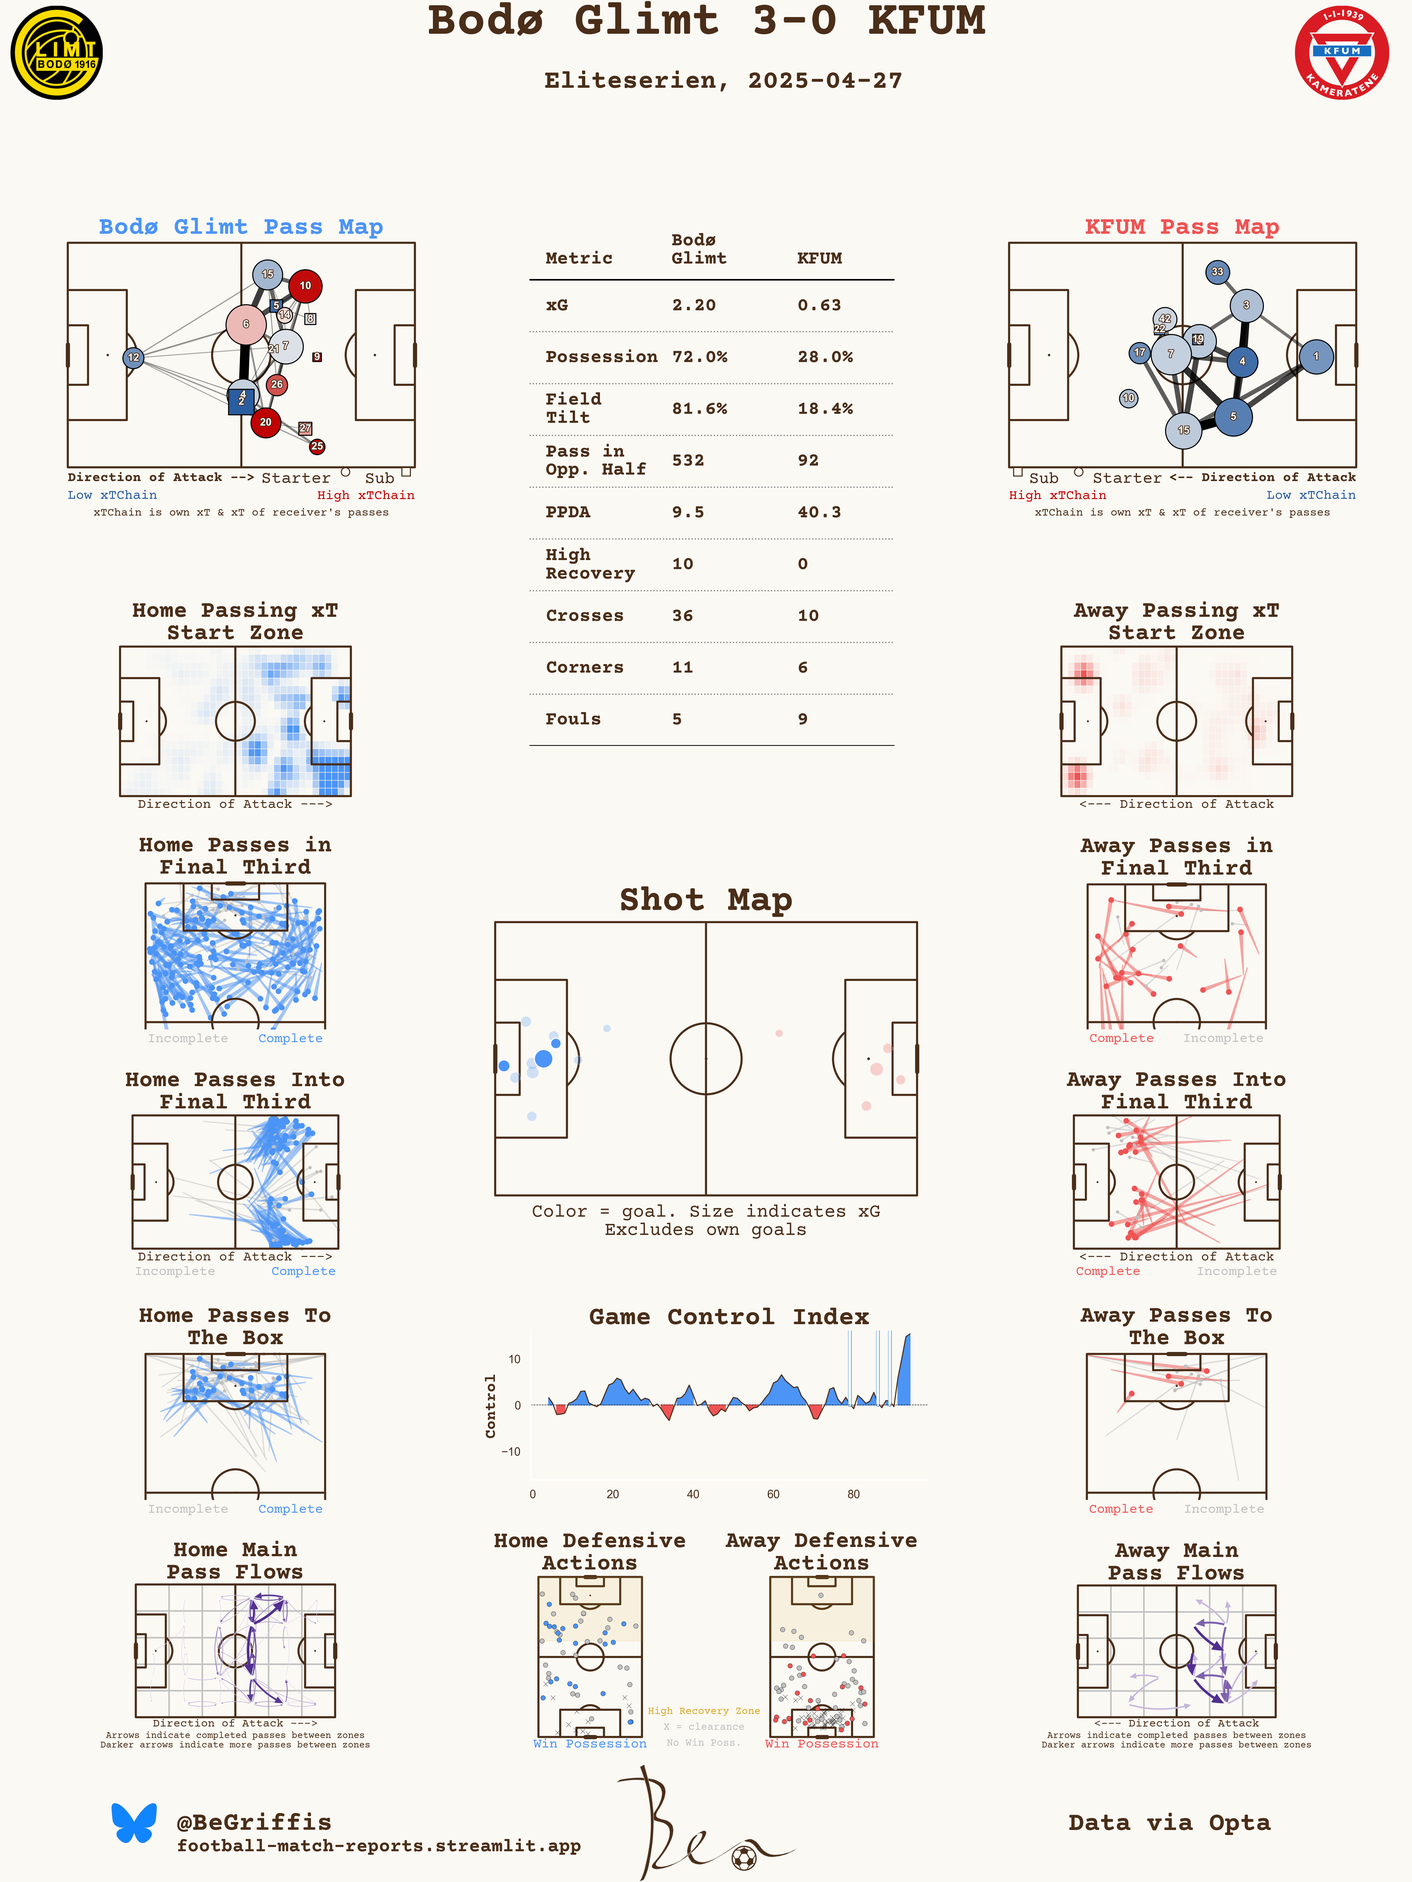 Bodø Glimt 3-0 KFUM
Eliteserien, 2025-04-27
LIMT
BODØ 1916
1-1-1939
KFUM
KAMERATENE
Bodø Glimt Pass Map
15
10
5
14
8
6
7
21
9
12
26
4
2
20
27
25
Direction of Attack --> Starter Sub
Low xTChain High xTChain
xTChain is own xT & xT of receiver's passes
Metric Bodø Glimt KFUM
xG 2.20 0.63
Possession 72.0% 28.0%
Field Tilt 81.6% 18.4%
Pass in Opp. Half 532 92
PPDA 9.5 40.3
High Recovery 10 0
Crosses 36 10
Corners 11 6
Fouls 5 9
KFUM Pass Map
33
3
42
22
19
17
7
4
1
10
5
15
Sub Starter <-- Direction of Attack
High xTChain Low xTChain
xTChain is own xT & xT of receiver's passes
Home Passing xT
Start Zone
Direction of Attack --->
Away Passing xT
Start Zone
<--- Direction of Attack
Home Passes in
Final Third
Incomplete Complete
Away Passes in
Final Third
Complete Incomplete
Shot Map
Color = goal. Size indicates xG
Excludes own goals
Home Passes Into
Final Third
Direction of Attack --->
Incomplete Complete
Away Passes Into
Final Third
<--- Direction of Attack
Complete Incomplete
Home Passes To
The Box
Incomplete Complete
Game Control Index
Control
10
0
−10
0 20 40 60 80
Away Passes To
The Box
Complete Incomplete
Home Main
Pass Flows
Direction of Attack --->
Arrows indicate completed passes between zones
Darker arrows indicate more passes between zones
Home Defensive
Actions
Win Possession
High Recovery Zone
X = clearance
No Win Poss.
Away Defensive
Actions
Win Possession
Away Main
Pass Flows
<--- Direction of Attack
Arrows indicate completed passes between zones
Darker arrows indicate more passes between zones
@BeGriffis
football-match-reports.streamlit.app
Ben
Data via Opta